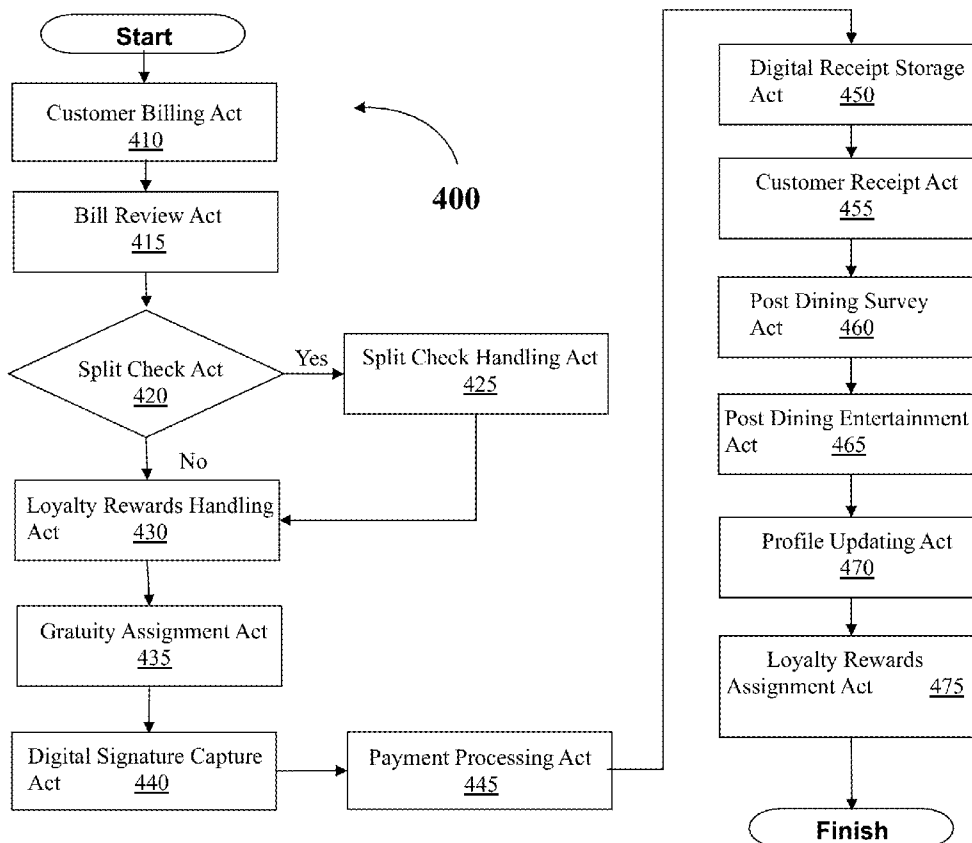 Start
Customer Billing Act
410
Bill Review Act
415
Split Check Act
420
Yes
Split Check Handling Act
425
No
Loyalty Rewards Handling
Act 430
Gratuity Assignment Act
435
Digital Signature Capture
Act 440
Payment Processing Act
445
400
Digital Receipt Storage
Act 450
Customer Receipt Act
455
Post Dining Survey
Act 460
Post Dining Entertainment
Act 465
Profile Updating Act
470
Loyalty Rewards
Assignment Act 475
Finish